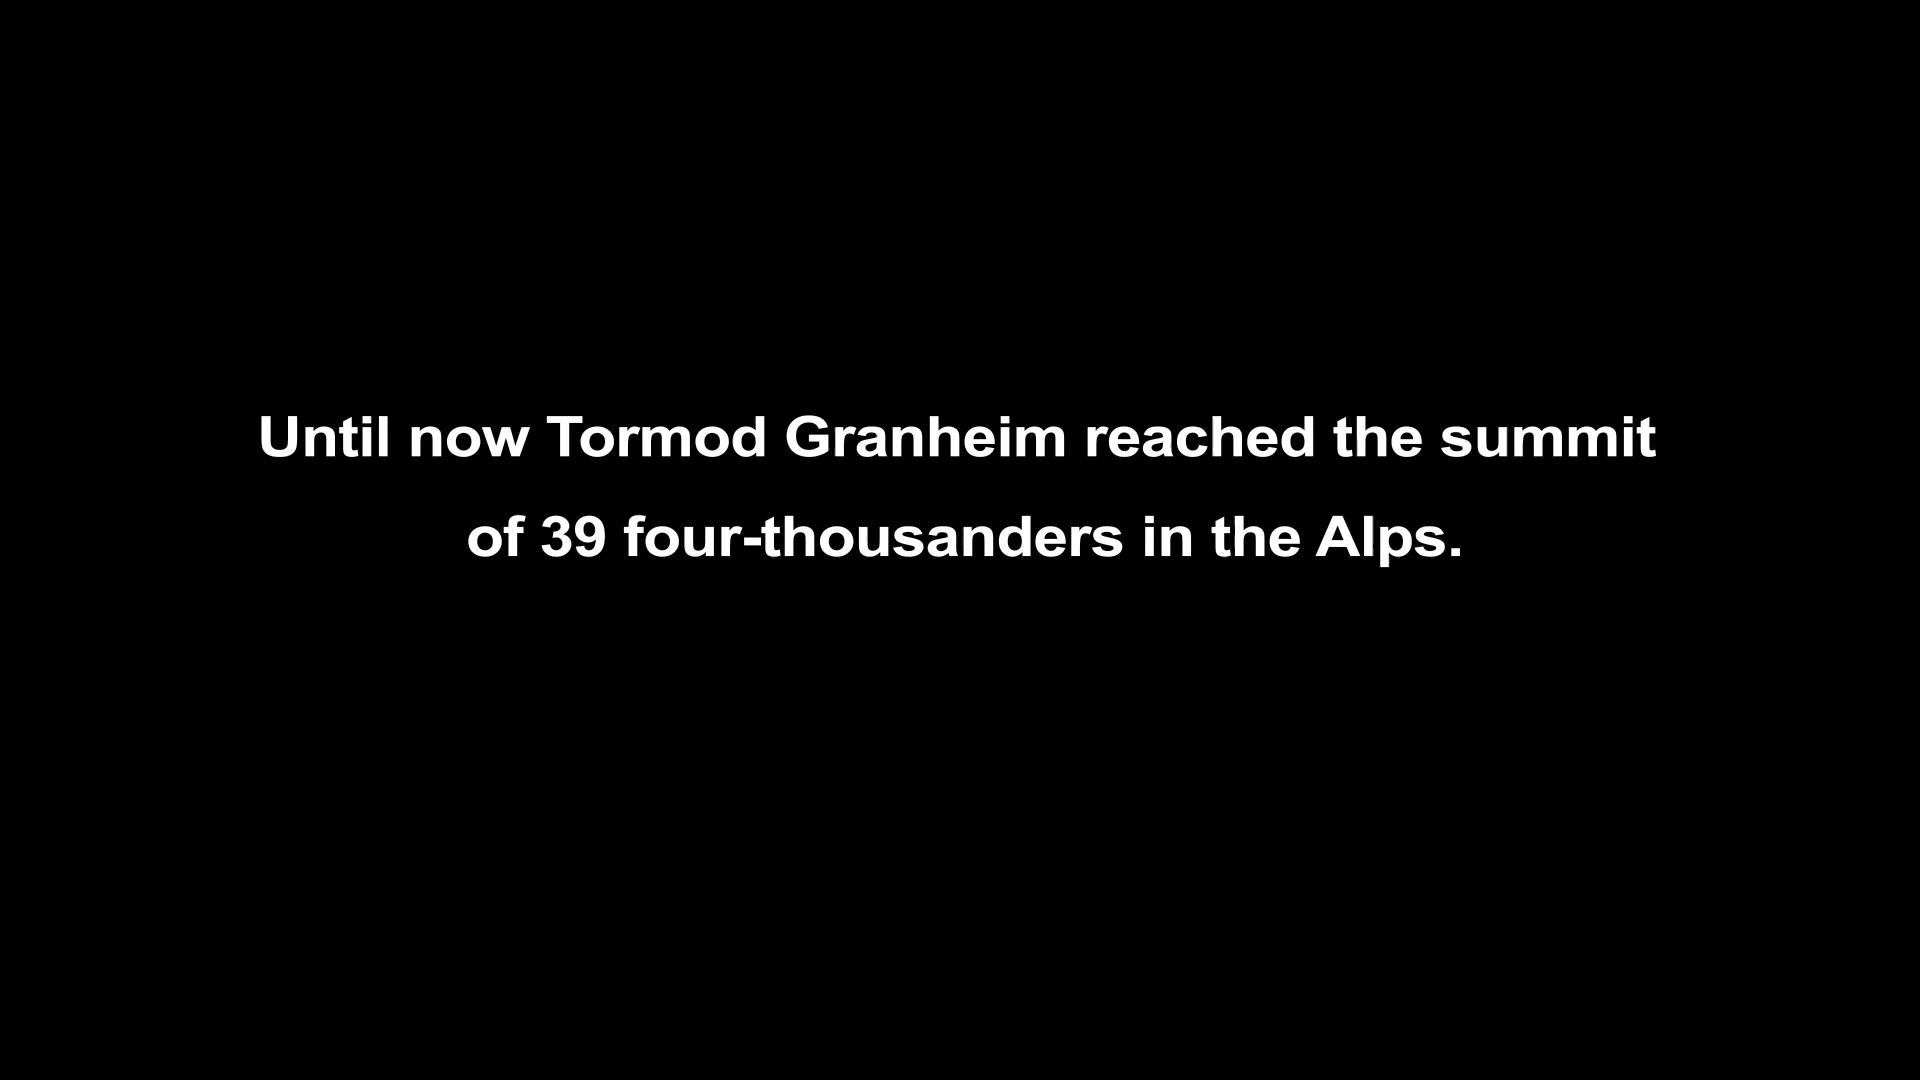 Until now Tormod Granheim reached the summit
of 39 four-thousanders in the Alps.